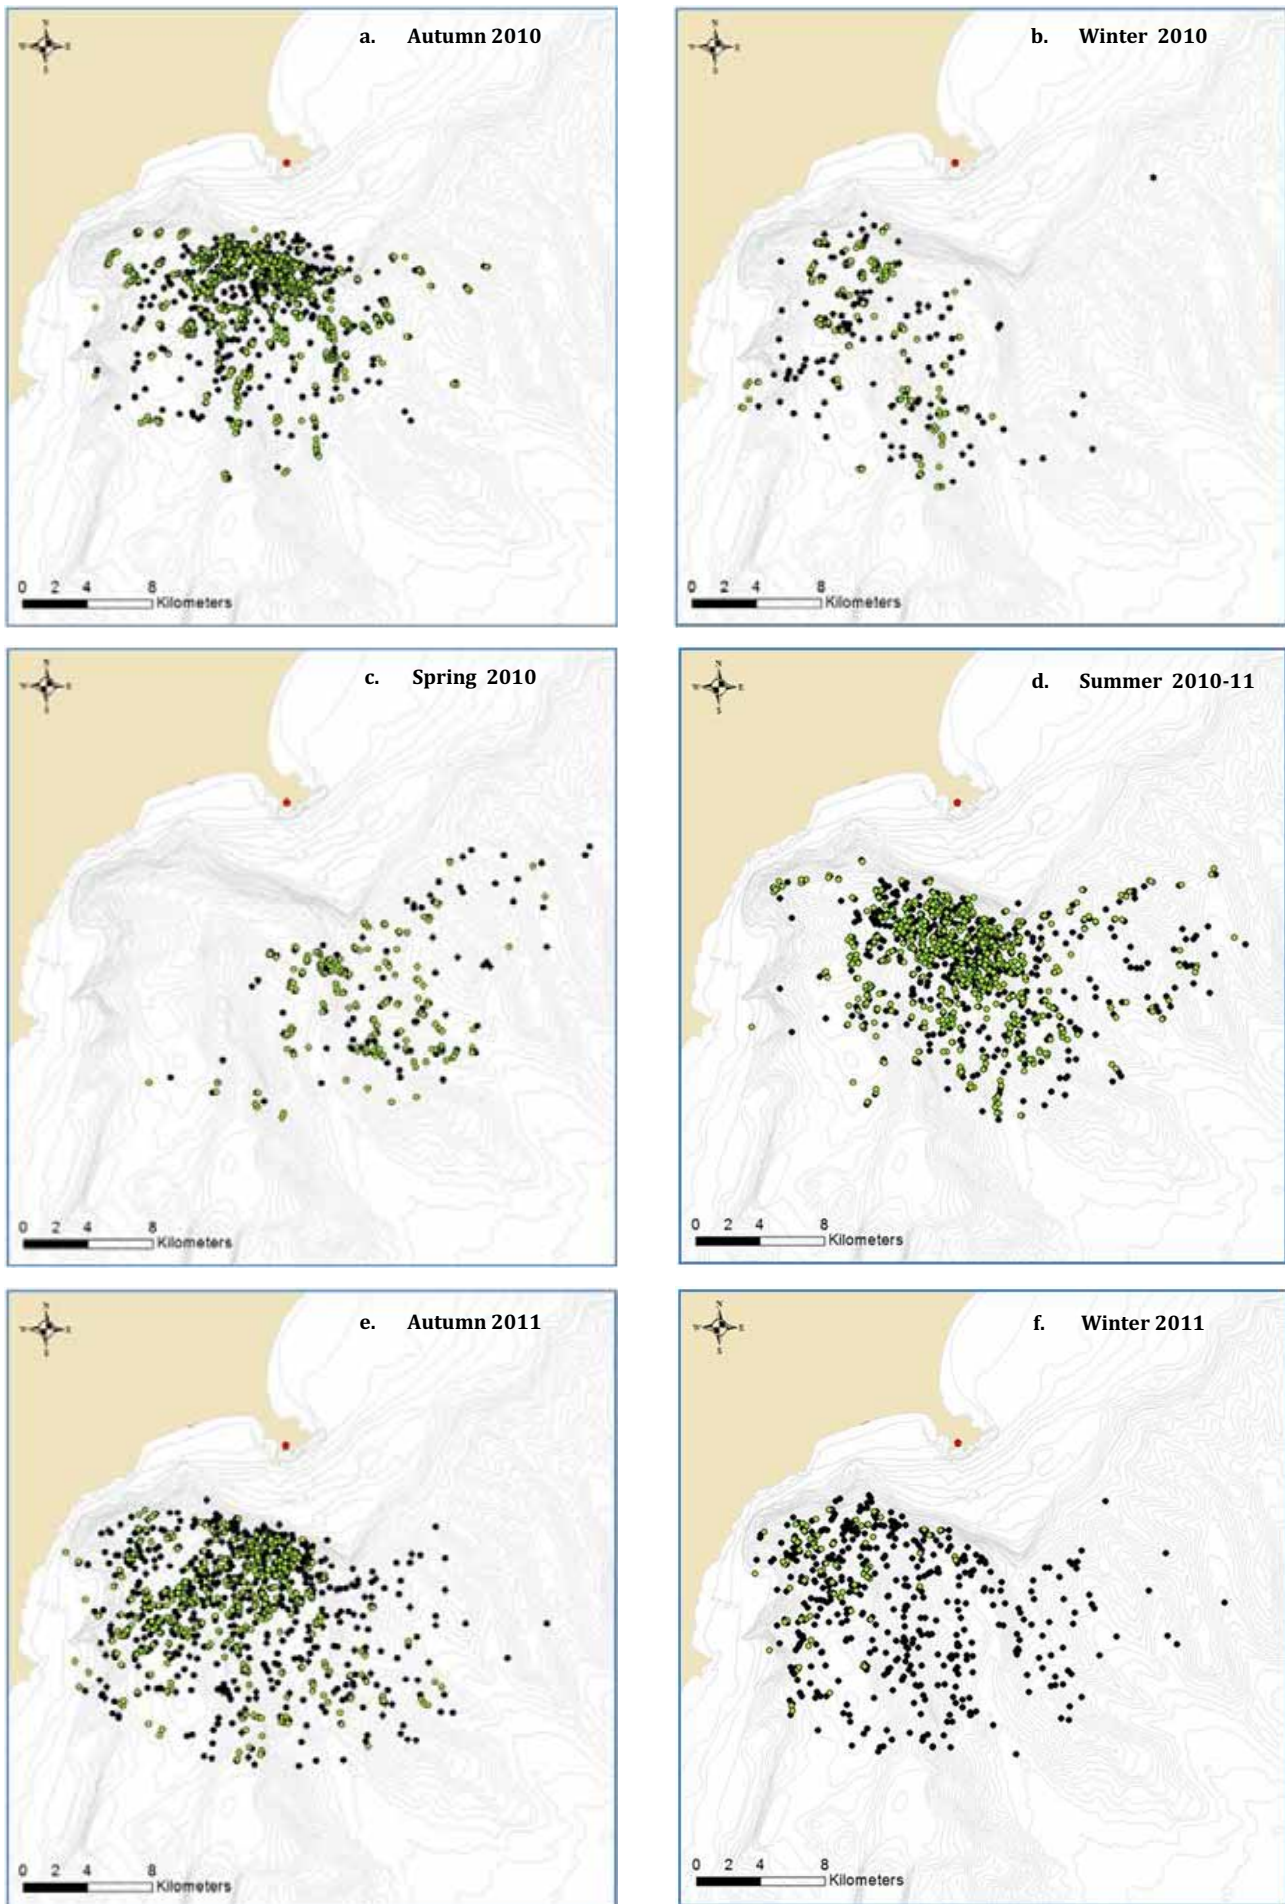 a. Autumn 2010
N
W E
S
0 2 4 8
Kilometers
b. Winter 2010
N
W E
S
0 2 4 8
Kilometers
c. Spring 2010
N
W E
S
0 2 4 8
Kilometers
d. Summer 2010-11
N
W E
S
0 2 4 8
Kilometers
e. Autumn 2011
N
W E
S
0 2 4 8
Kilometers
f. Winter 2011
N
W E
S
0 2 4 8
Kilometers